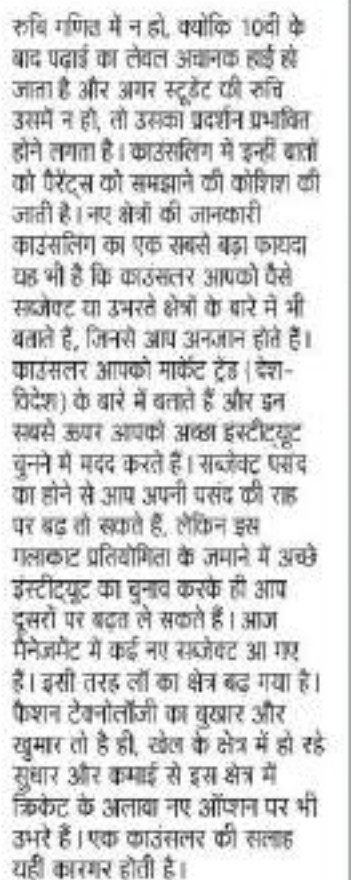 रुचि गणित में न हो, क्योंकि 10वीं के
बाद पढ़ाई का लेवल अचानक हाई हो
जाता है और अगर स्टूडेंट की रुचि
उसमें न हो, तो उसका प्रदर्शन प्रभावित
होने लगता है। काउंसलिंग में इन्हीं बातों
को पैरेंट्स को समझाने की कोशिश की
जाती है। नए क्षेत्रों की जानकारी
काउंसलिंग का एक सबसे बड़ा फायदा
यह भी है कि काउंसलर आपको वैसे
सब्जेक्ट या उभरते क्षेत्रों के बारे में भी
बताते हैं, जिनसे आप अनजान होते हैं।
काउंसलर आपको मार्केट ट्रेंड (देश-
विदेश) के बारे में बताते हैं और इन
सबसे ऊपर आपको अच्छा इंस्टीट्यूट
चुनने में मदद करते हैं। सब्जेक्ट पसंद
का होने से आप अपनी पसंद की राह
पर बढ़ तो सकते हैं, लेकिन इस
गलाकाट प्रतियोगिता के जमाने में अच्छे
इंस्टीट्यूट का चुनाव करके ही आप
दूसरों पर बढ़त ले सकते हैं। आज
मैनेजमेंट में कई नए सब्जेक्ट आ गए
हैं। इसी तरह लॉ का क्षेत्र बढ़ गया है।
फैशन टेक्नोलॉजी का बुखार और
खुमार तो है ही, खेल के क्षेत्र में हो रहे
सुधार और कमाई से इस क्षेत्र में
क्रिकेट के अलावा नए ऑप्शन पर भी
उभरे हैं। एक काउंसलर की सलाह
यहीं कारगर होती है।